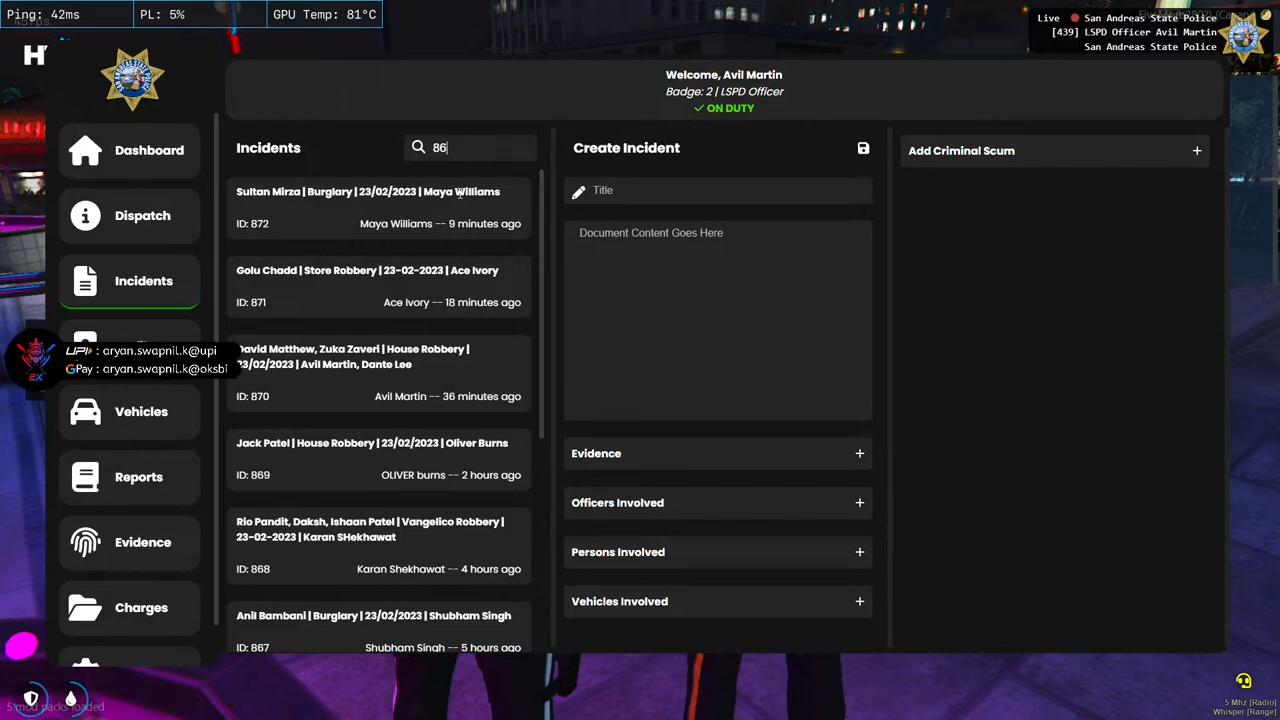 Ping: 42ms
PL: 5%
GPU Temp: 81°C
Live
San Andreas State Police
[439] LSPD Officer Avil Martin
San Andreas State Police
Welcome, Avil Martin
Badge: 2 | LSPD Officer
ON DUTY
Dashboard
Dispatch
Incidents
UPI : aryan.swapnil.k@upi
GPay : aryan.swapnil.k@oksbi
EK
Vehicles
Reports
Evidence
Charges
Incidents
86
Sultan Mirza | Burglary | 23/02/2023 | Maya Williams
ID: 872
Maya Williams -- 9 minutes ago
Golu Chadd | Store Robbery | 23-02-2023 | Ace Ivory
ID: 871
Ace Ivory -- 18 minutes ago
David Matthew, Zuka Zaveri | House Robbery |
23/02/2023 | Avil Martin, Dante Lee
ID: 870
Avil Martin -- 36 minutes ago
Jack Patel | House Robbery | 23/02/2023 | Oliver Burns
ID: 869
OLIVER burns -- 2 hours ago
Rio Pandit, Daksh, Ishaan Patel | Vangelico Robbery |
23-02-2023 | Karan SHekhawat
ID: 868
Karan Shekhawat -- 4 hours ago
Anil Bambani | Burglary | 23/02/2023 | Shubham Singh
ID: 867
Shubham Singh -- 5 hours ago
Create Incident
Title
Document Content Goes Here
Evidence
Officers Involved
Persons Involved
Vehicles Involved
Add Criminal Scum
5 mod packs loaded
5 Mhz [Radio]
Whisper [Range]